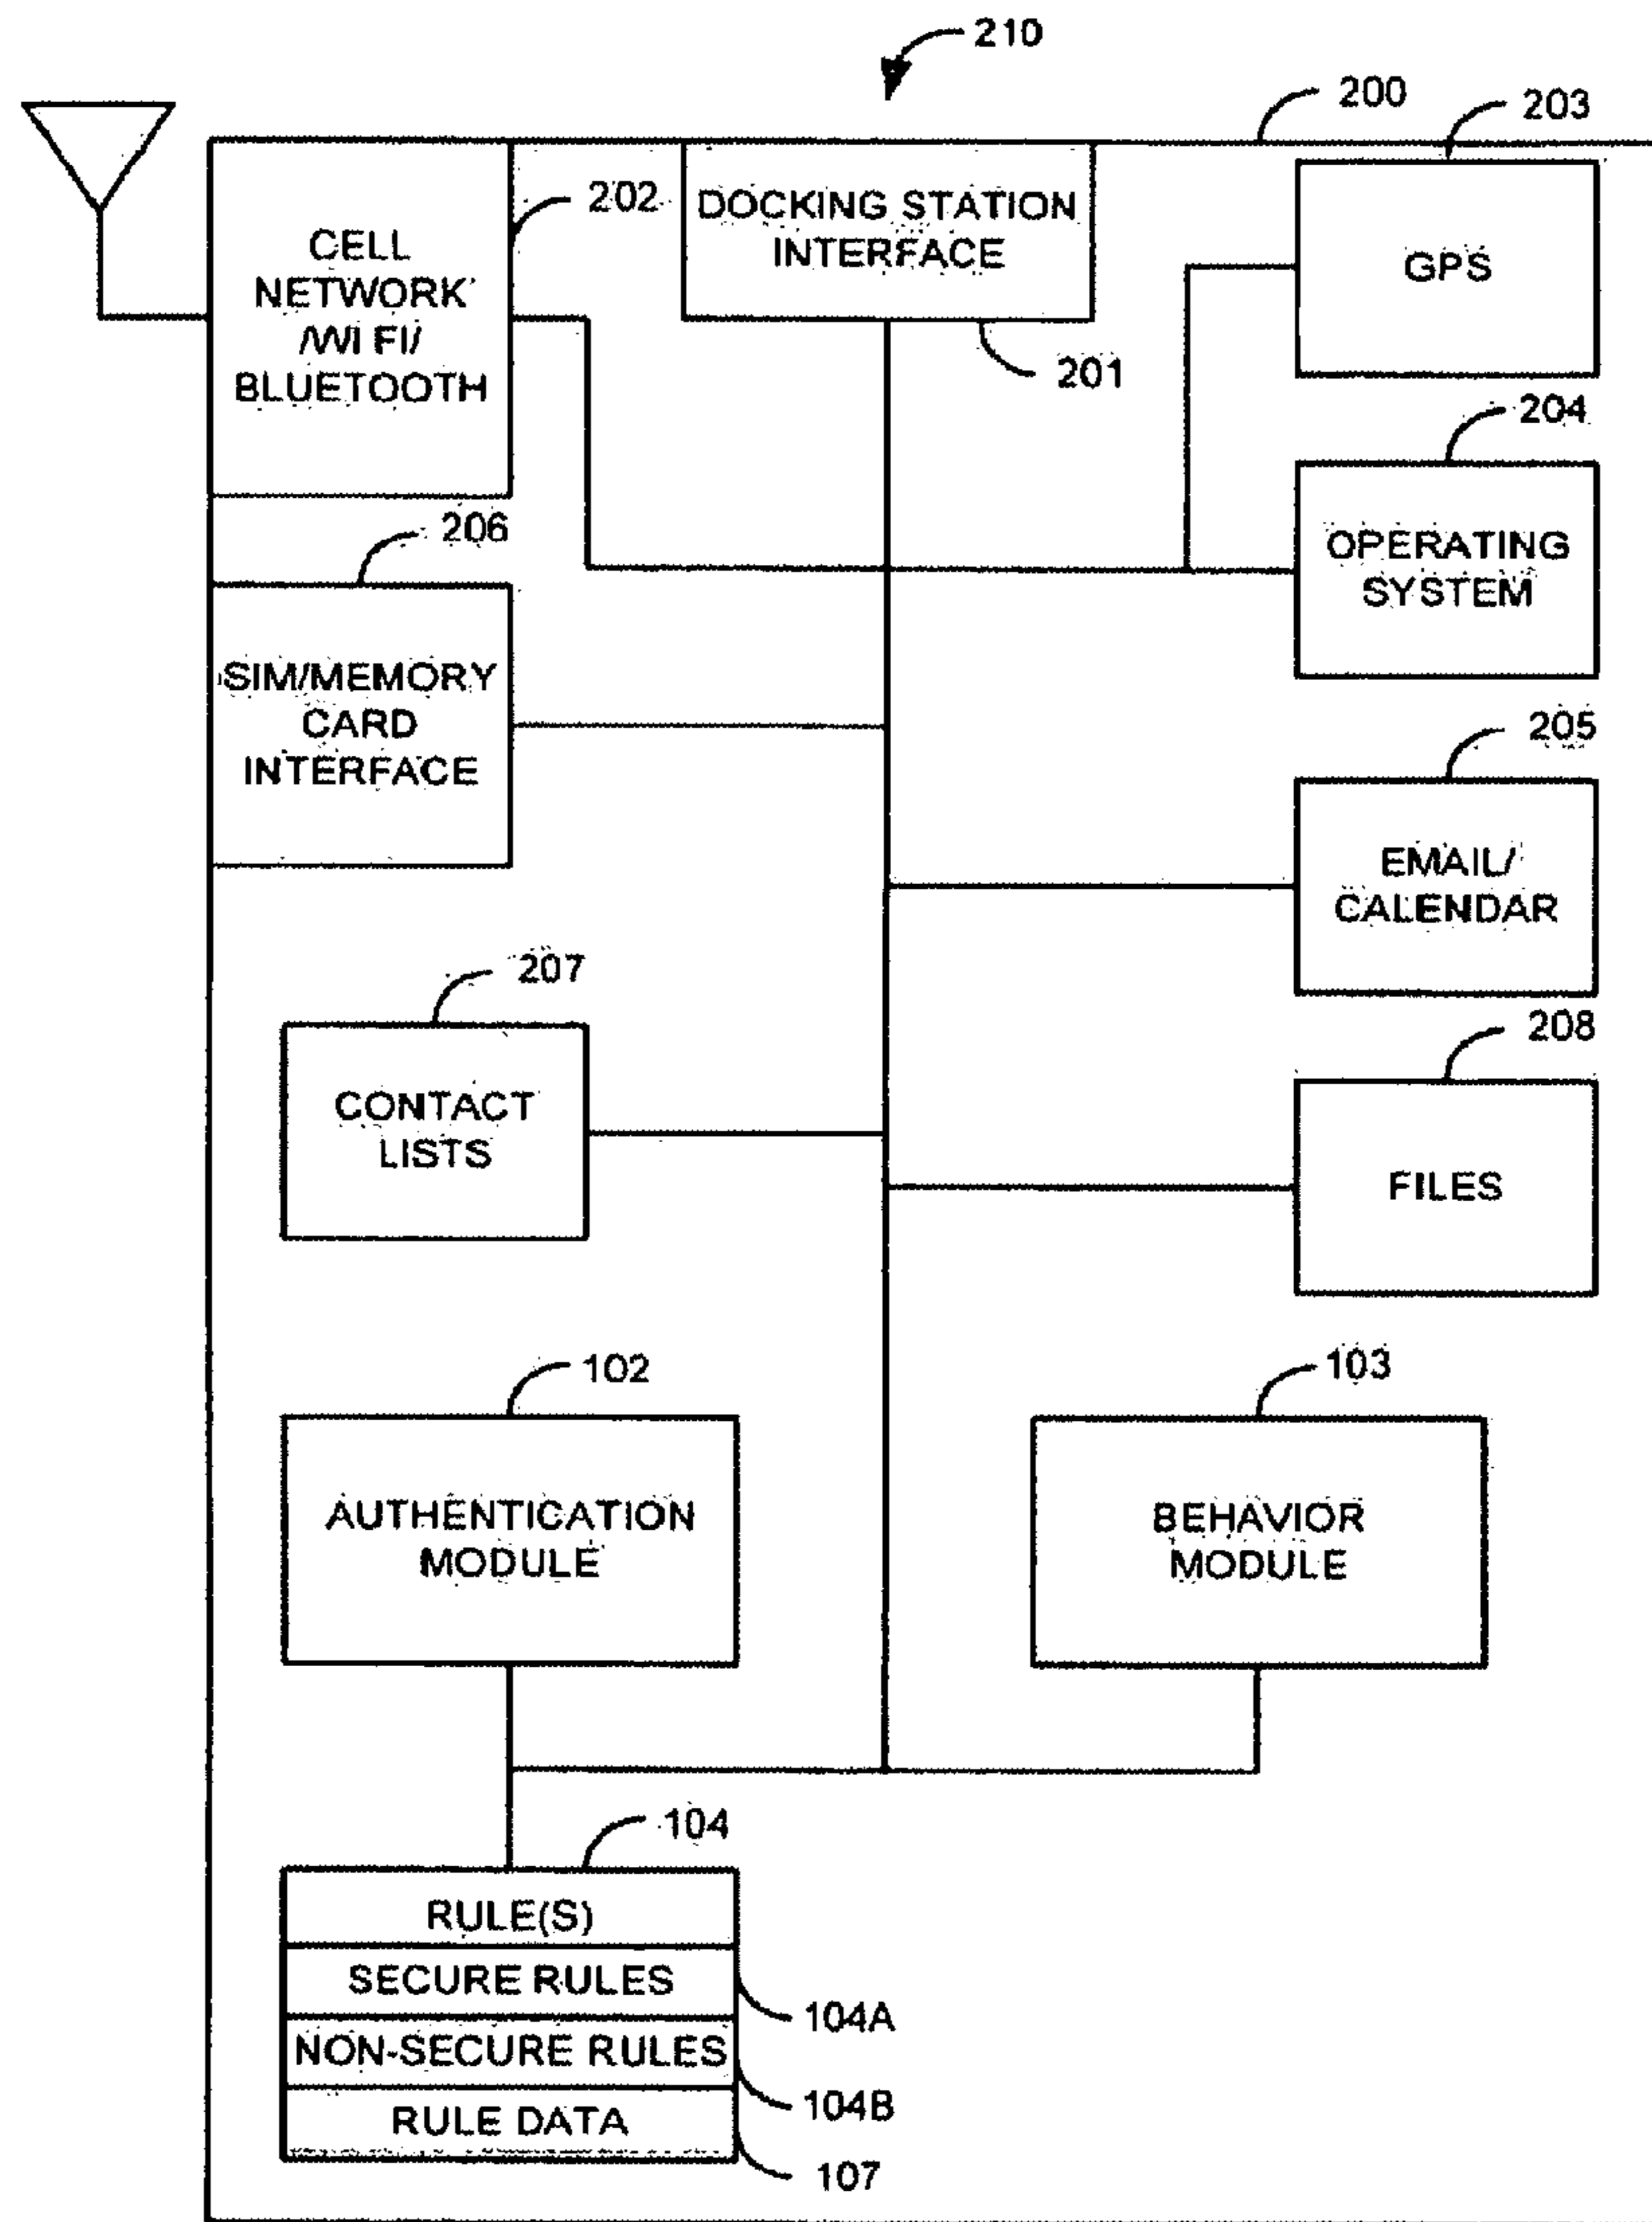 210
200
203
202
CELL
NETWORK
/WI FI/
BLUETOOTH
DOCKING STATION
INTERFACE
201
GPS
204
OPERATING
SYSTEM
206
SIM/MEMORY
CARD
INTERFACE
205
EMAIL/
CALENDAR
207
CONTACT
LISTS
208
FILES
102
AUTHENTICATION
MODULE
103
BEHAVIOR
MODULE
104
RULE(S)
SECURE RULES
104A
NON-SECURE RULES
104B
RULE DATA
107